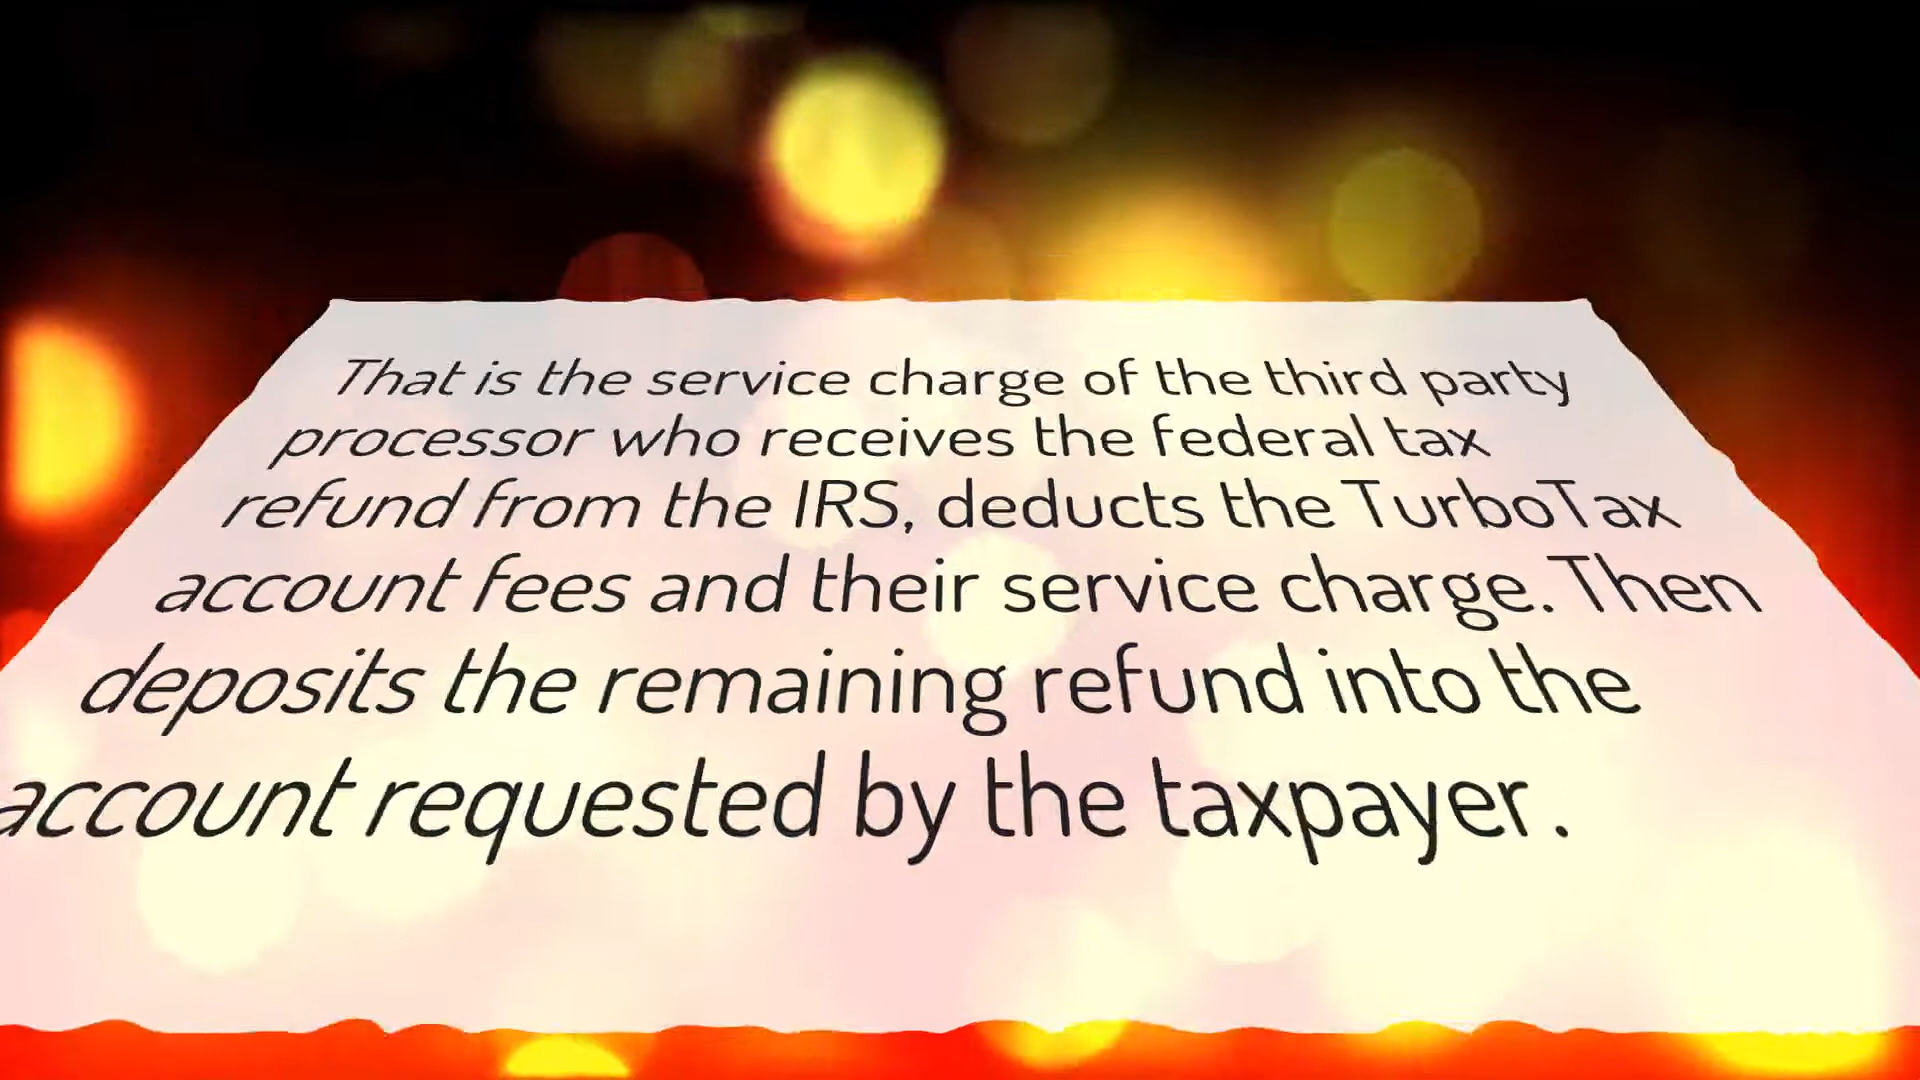 That is the service charge of the third party
processor who receives the federal tax
refund from the IRS, deducts the TurboTax
account fees and their service charge. Then
deposits the remaining refund into the
account requested by the taxpayer.